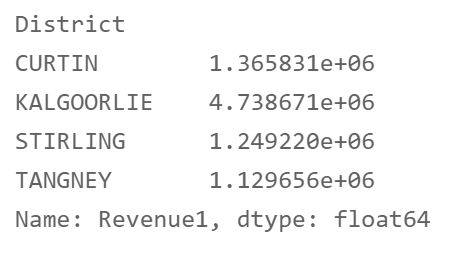 District
CURTIN 1.365831e+06
KALGOORLIE 4.738671e+06
STIRLING 1.249220e+06
TANGNEY 1.129656e+06
Name: Revenue1, dtype: float64